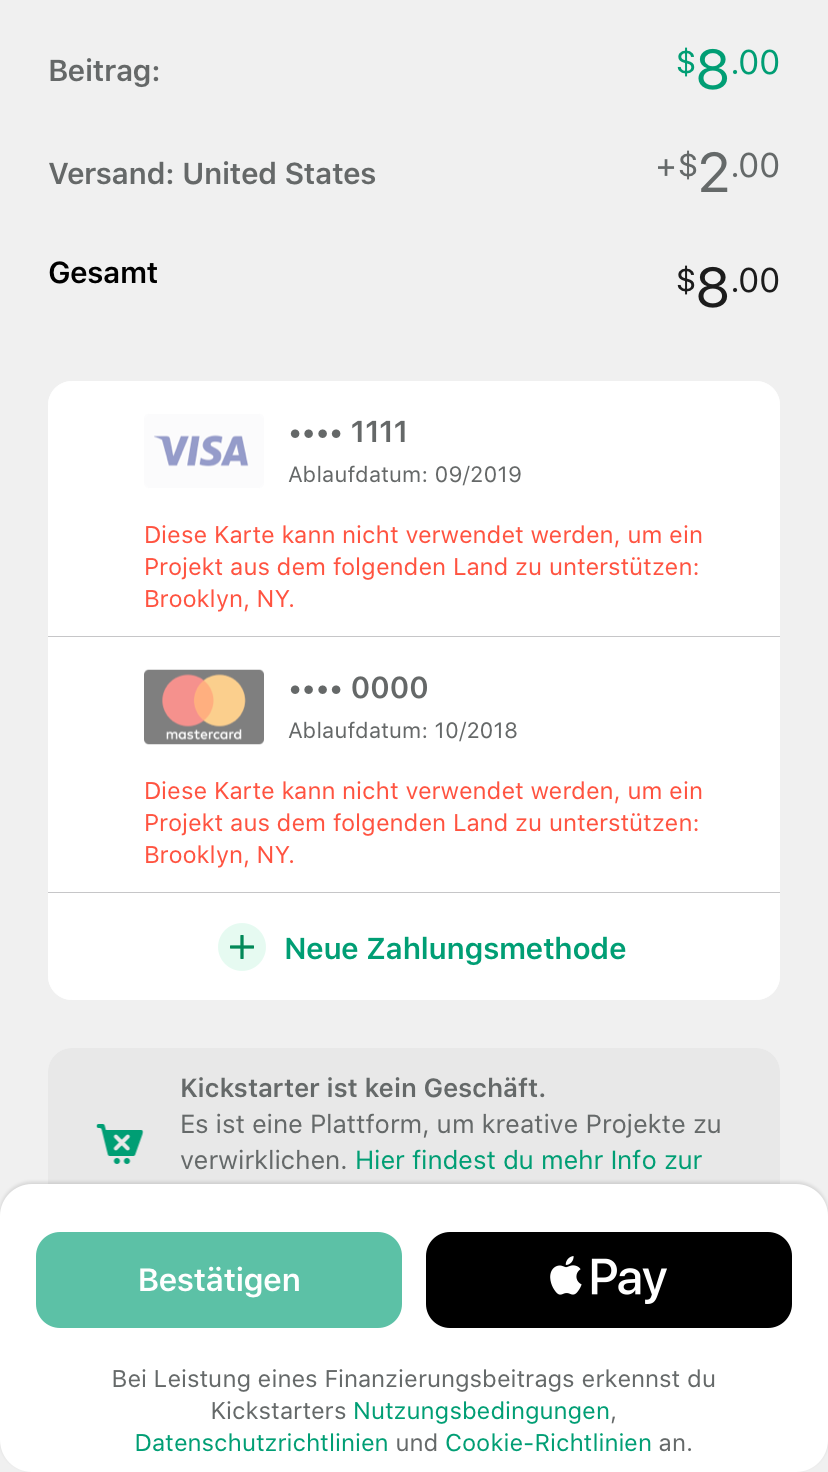 Beitrag:
$8.00
Versand: United States
+$2.00
Gesamt
$8.00
VISA
•••• 1111
Ablaufdatum: 09/2019
Diese Karte kann nicht verwendet werden, um ein
Projekt aus dem folgenden Land zu unterstützen:
Brooklyn, NY.
mastercard
•••• 0000
Ablaufdatum: 10/2018
Diese Karte kann nicht verwendet werden, um ein
Projekt aus dem folgenden Land zu unterstützen:
Brooklyn, NY.
+ Neue Zahlungsmethode
Kickstarter ist kein Geschäft.
Es ist eine Plattform, um kreative Projekte zu
verwirklichen. Hier findest du mehr Info zur
Bestätigen
Pay
Bei Leistung eines Finanzierungsbeitrags erkennst du
Kickstarters Nutzungsbedingungen,
Datenschutzrichtlinien und Cookie-Richtlinien an.